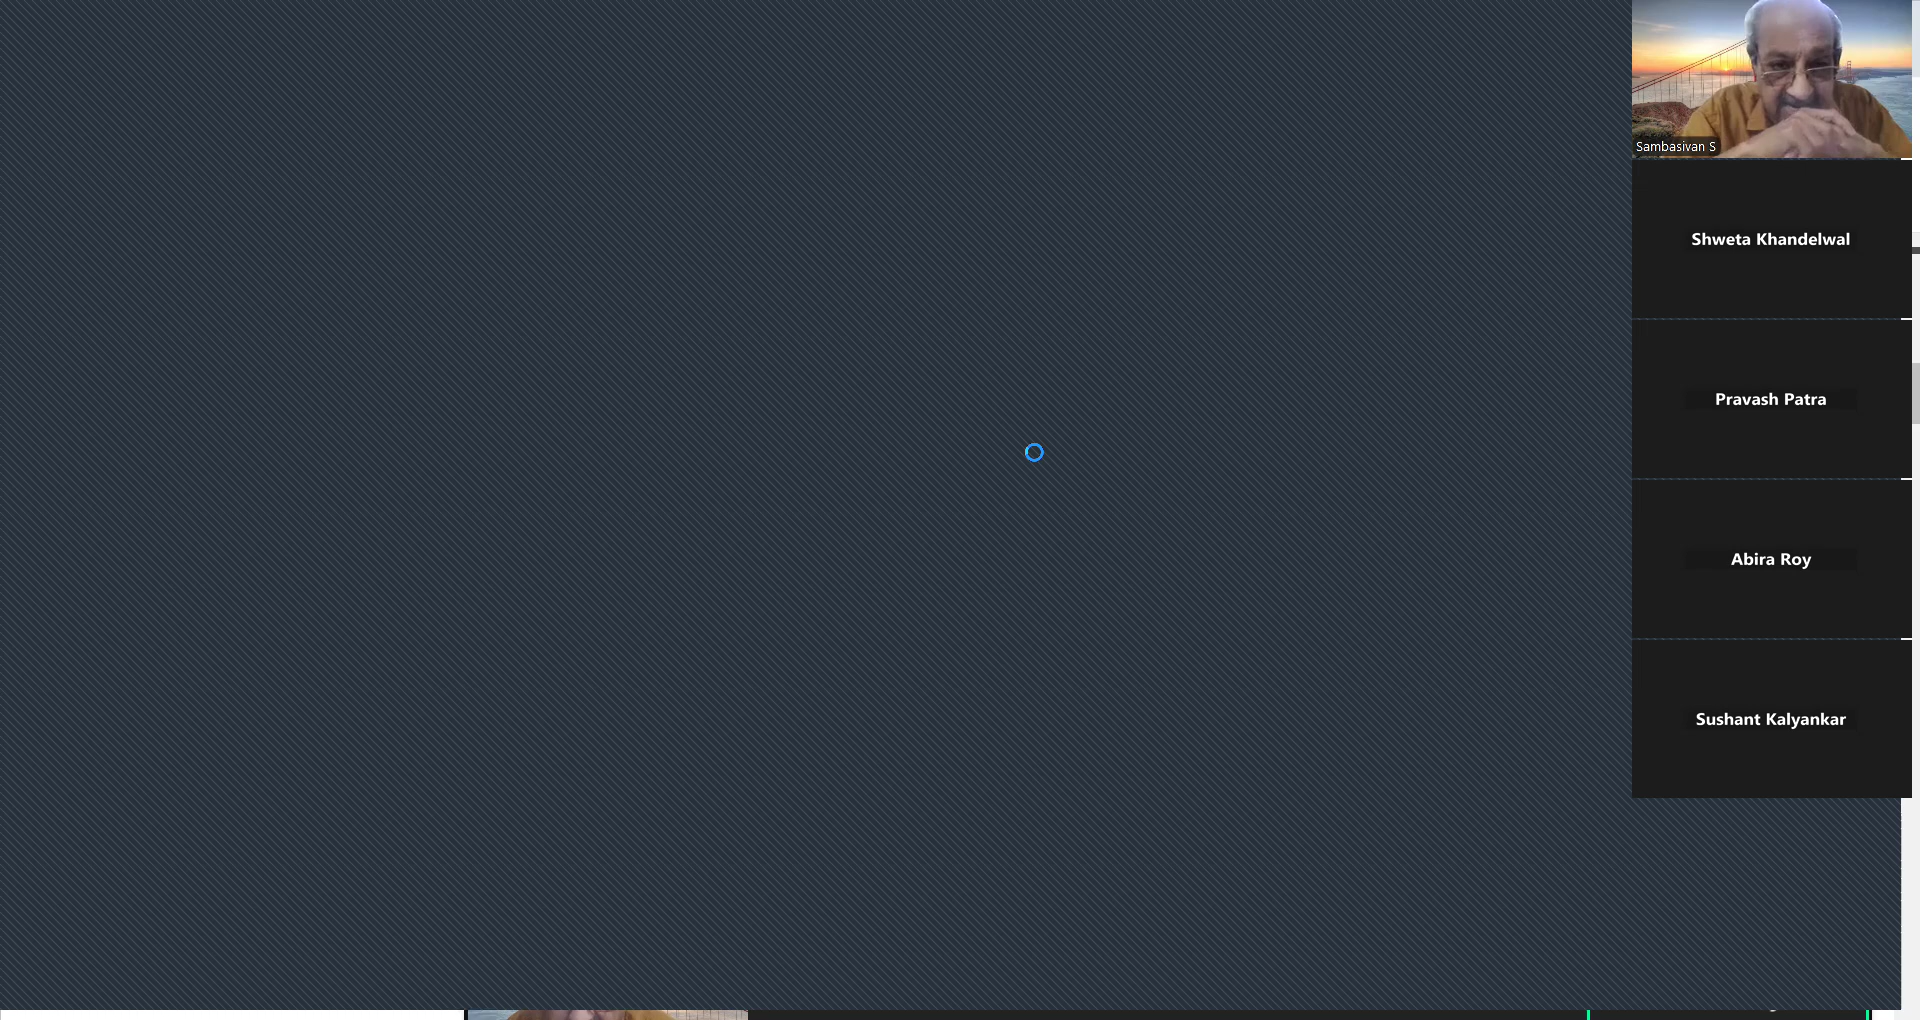 Sambasivan S
Shweta Khandelwal
Pravash Patra
Abira Roy
Sushant Kalyankar